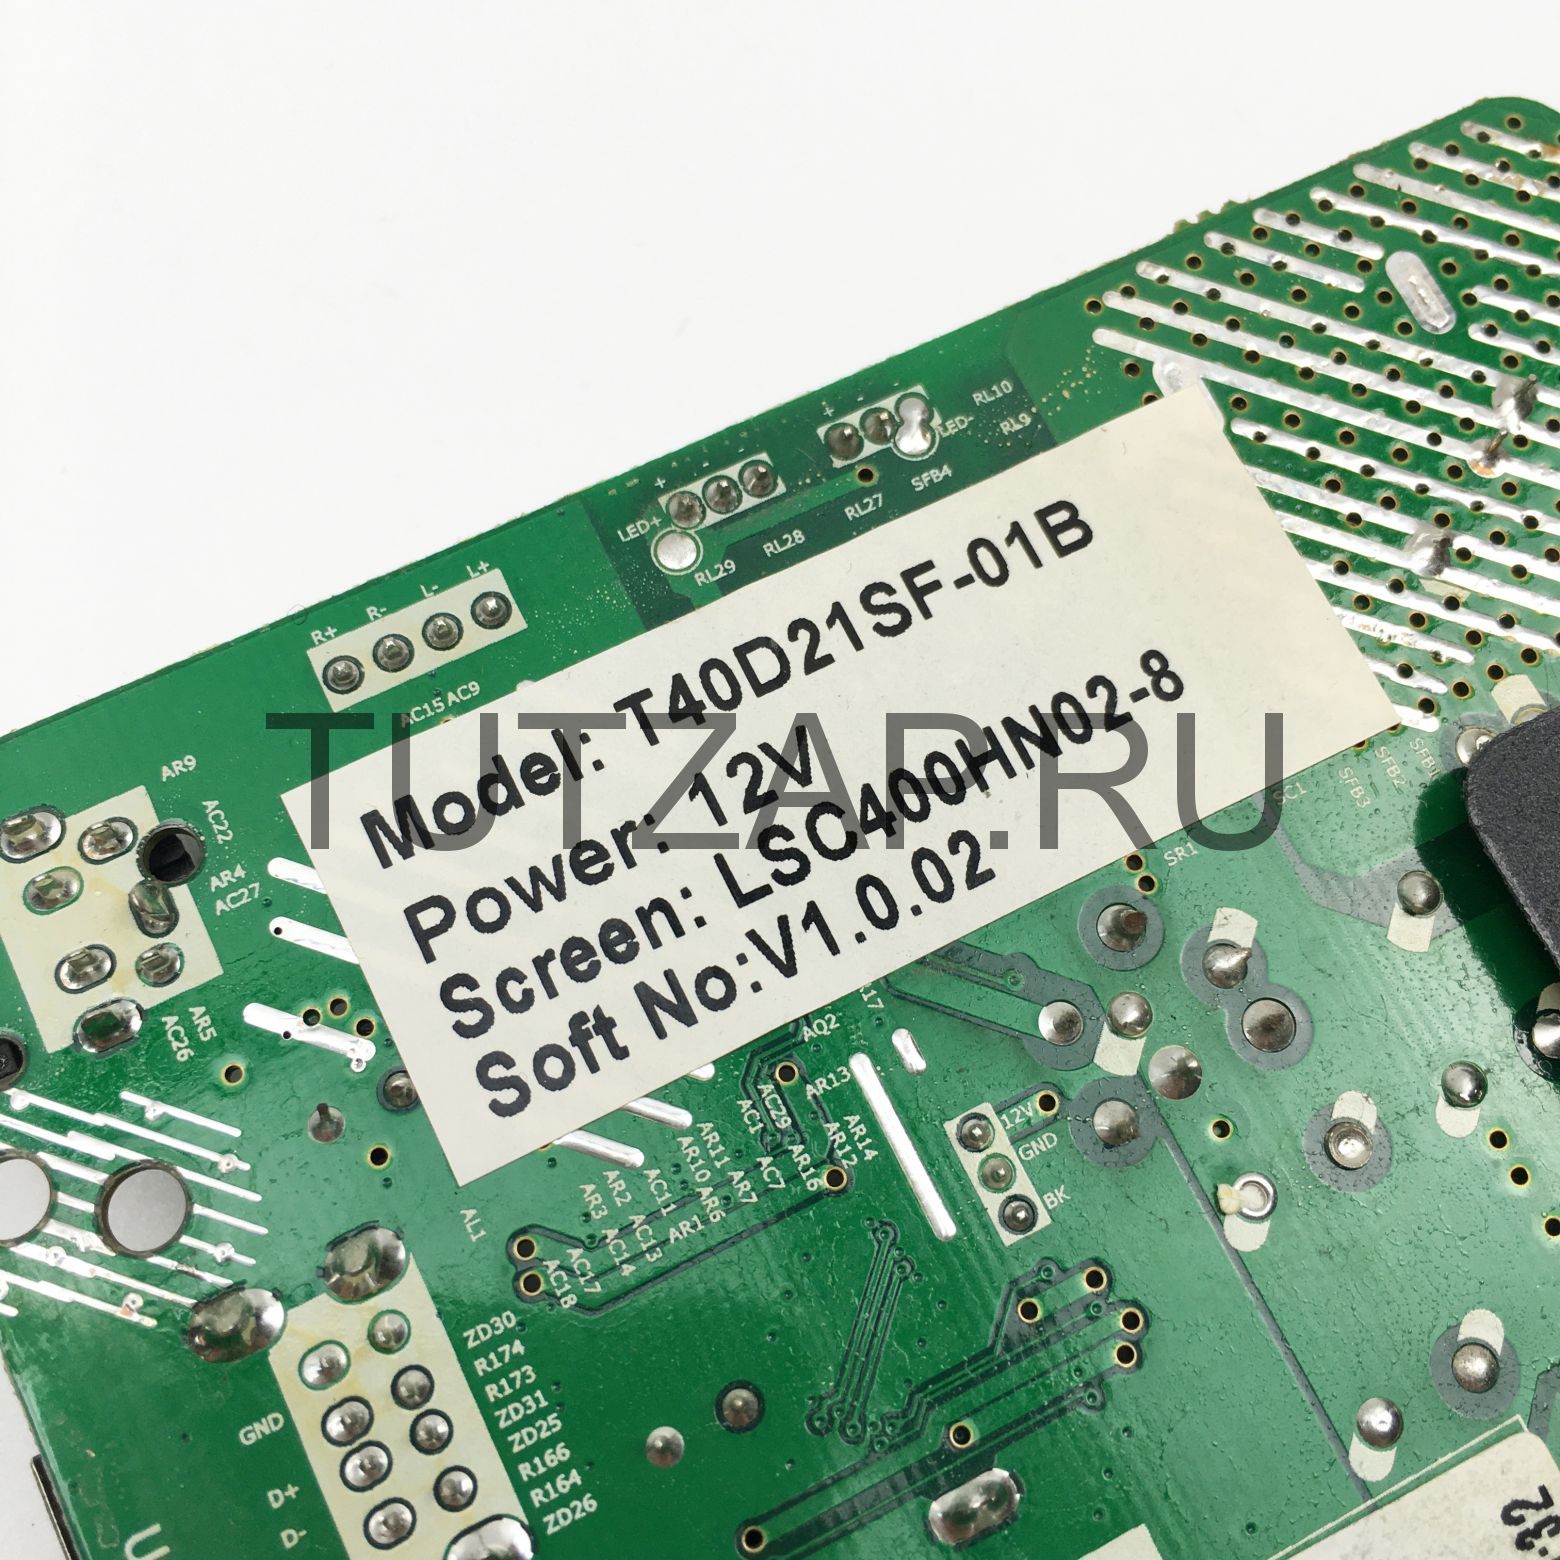 Model: T40D21SF-01B
Power: 12V
Screen: LSC400HN02-8
Soft No:V1.0.02
TUTZAP.RU
RL10
RL9
LED-
+ -
SFB4
RL27
RL28
RL29
LED+
+ - -
R+ R- L- L+
AC15 AC9
AR9
AC22
AR4
AC27
AR5
AC26
SFB1
SFB2
SFB3
SR1
AQ2
AR13
AC29
AC1
AR14
AR12
AR16
AC7
AR11
AR10
AR7
AR6
AR1
AC11
AR2
AR3
AC13
AC14
AC17
AC18
AL1
12V
GND
BK
ZD30
R174
R173
ZD31
ZD25
R166
R164
ZD26
GND
D+
D-
U